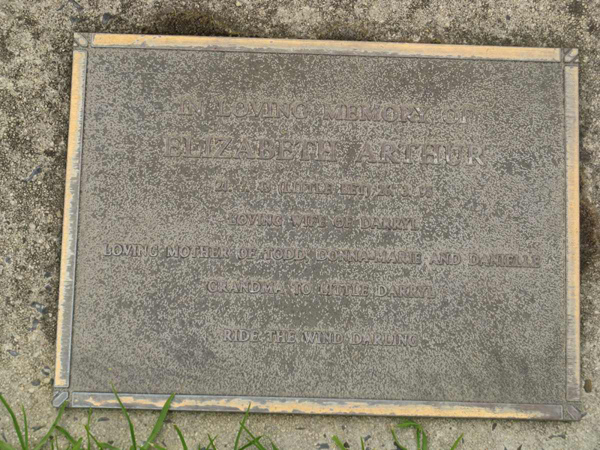 IN LOVING MEMORY OF
ELIZABETH ARTHUR
(LITTLE
LOVING WIFE OF DARRYL
LOVING MOTHER OF TODD, DONNA-MARIE AND DANIELLE
GRANDMA TO LITTLE DARRYL
RIDE THE WIND DARLING